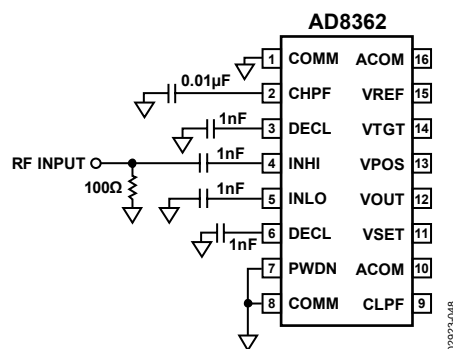 AD8362
1 COMM ACOM 16
0.01µF
2 CHPF VREF 15
1nF
3 DECL VTGT 14
1nF
RF INPUT 4 INHI VPOS 13
100Ω
1nF
5 INLO VOUT 12
6 DECL VSET 11
1nF
7 PWDN ACOM 10
8 COMM CLPF 9
02923-048